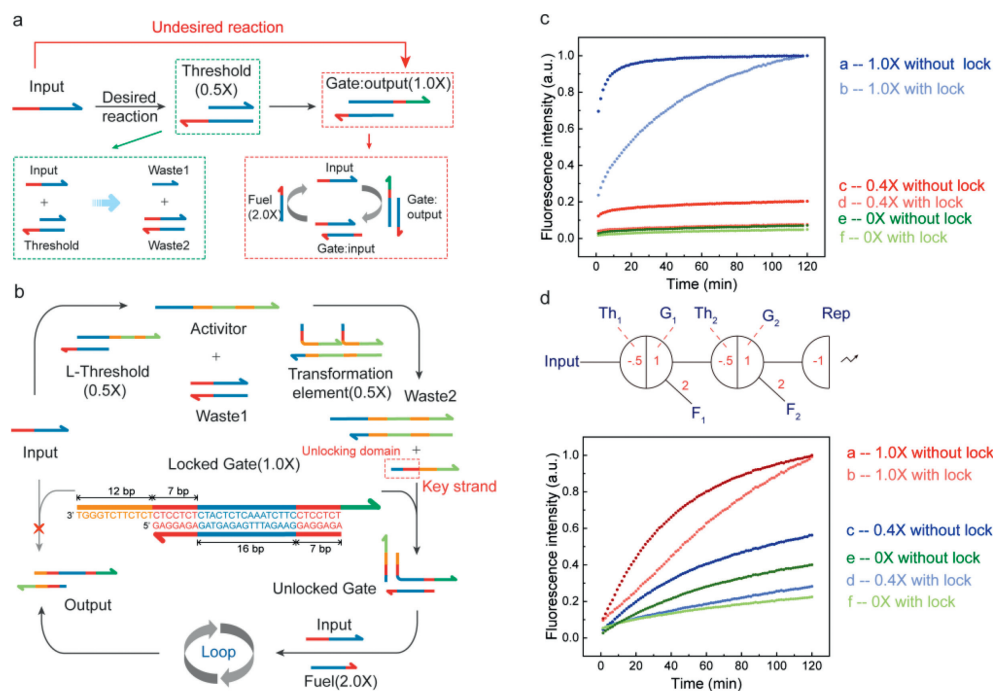 a
Undesired reaction
Input
Desired
reaction
Threshold
(0.5X)
Gate:output(1.0X)
Input
+
Threshold
Waste1
+
Waste2
Input
Fuel
(2.0X)
Gate:
output
Gate:input
b
Activitor
+
L-Threshold
(0.5X)
Waste1
Transformation
element(0.5X)
Waste2
+
Input
Locked Gate(1.0X)
Unlocking domain
Key strand
12 bp
7 bp
3' TGGGTCTTCTCTCTCCTCTCTACTCTCAAATCTTCCTCCTCT
5' GAGGAGAGATGAGAGTTTAGAAGGAGGAGA
16 bp
7 bp
Unlocked Gate
Output
Input
Fuel(2.0X)
Loop
c
Fluorescence intensity (a.u.)
1.0
0.8
0.6
0.4
0.2
0.0
0 20 40 60 80 100 120
Time (min)
a -- 1.0X without lock
b -- 1.0X with lock
c -- 0.4X without lock
d -- 0.4X with lock
e -- 0X without lock
f -- 0X with lock
d
Th1 G1 Th2 G2 Rep
Input -.5 1 -.5 1 -1
2 2
F1 F2
Fluorescence intensity (a.u.)
1.0
0.8
0.6
0.4
0.2
0.0
0 20 40 60 80 100 120
Time (min)
a -- 1.0X without lock
b -- 1.0X with lock
c -- 0.4X without lock
e -- 0X without lock
d -- 0.4X with lock
f -- 0X with lock